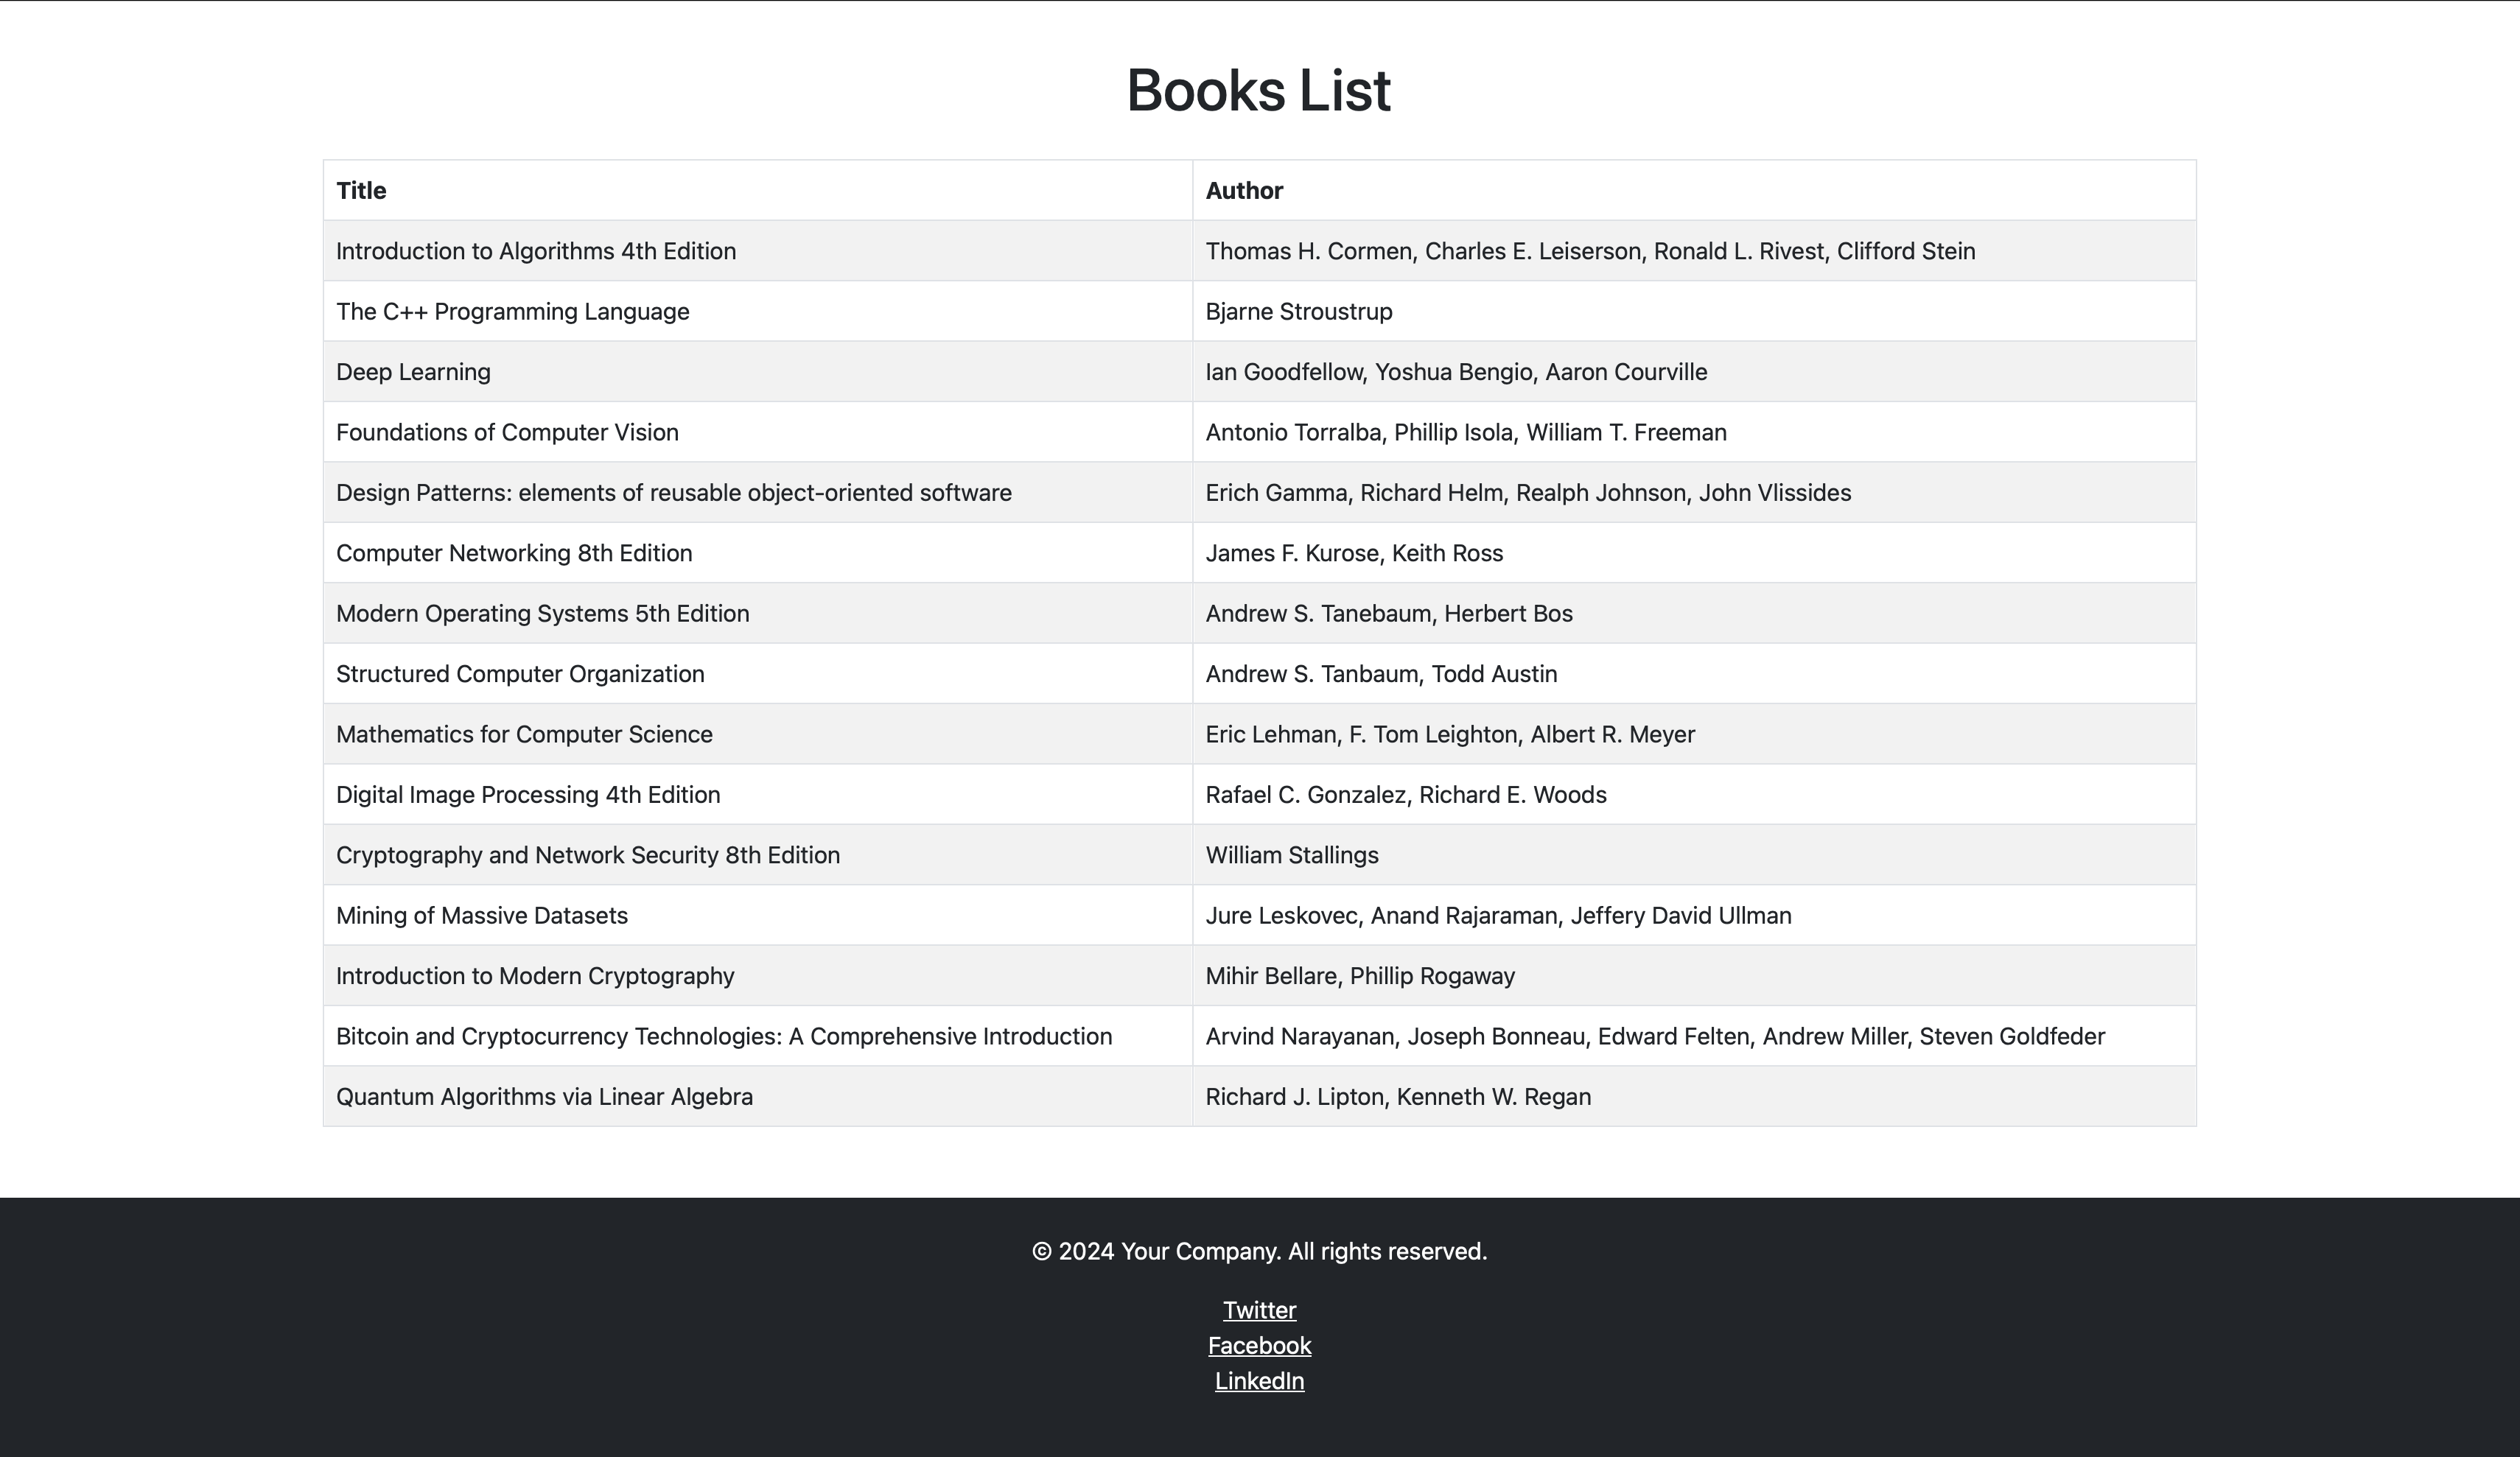 Books List
Title Author
Introduction to Algorithms 4th Edition Thomas H. Cormen, Charles E. Leiserson, Ronald L. Rivest, Clifford Stein
The C++ Programming Language Bjarne Stroustrup
Deep Learning Ian Goodfellow, Yoshua Bengio, Aaron Courville
Foundations of Computer Vision Antonio Torralba, Phillip Isola, William T. Freeman
Design Patterns: elements of reusable object-oriented software Erich Gamma, Richard Helm, Realph Johnson, John Vlissides
Computer Networking 8th Edition James F. Kurose, Keith Ross
Modern Operating Systems 5th Edition Andrew S. Tanebaum, Herbert Bos
Structured Computer Organization Andrew S. Tanbaum, Todd Austin
Mathematics for Computer Science Eric Lehman, F. Tom Leighton, Albert R. Meyer
Digital Image Processing 4th Edition Rafael C. Gonzalez, Richard E. Woods
Cryptography and Network Security 8th Edition William Stallings
Mining of Massive Datasets Jure Leskovec, Anand Rajaraman, Jeffery David Ullman
Introduction to Modern Cryptography Mihir Bellare, Phillip Rogaway
Bitcoin and Cryptocurrency Technologies: A Comprehensive Introduction Arvind Narayanan, Joseph Bonneau, Edward Felten, Andrew Miller, Steven Goldfeder
Quantum Algorithms via Linear Algebra Richard J. Lipton, Kenneth W. Regan
© 2024 Your Company. All rights reserved.
Twitter
Facebook
LinkedIn